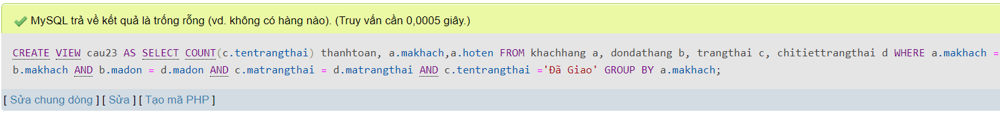 MySQL trả về kết quả là trống rỗng (vd. không có hàng nào). (Truy vấn cần 0,0005 giây.)
CREATE VIEW cau23 AS SELECT COUNT(c.tentrangthai) thanhtoan, a.makhach,a.hoten FROM khachhang a, dondathang b, trangthai c, chitiettrangthai d WHERE a.makhach =
b.makhach AND b.madon = d.madon AND c.matrangthai = d.matrangthai AND c.tentrangthai ='Đã Giao' GROUP BY a.makhach;
[ Sửa chung dòng ] [ Sửa ] [ Tạo mã PHP ]